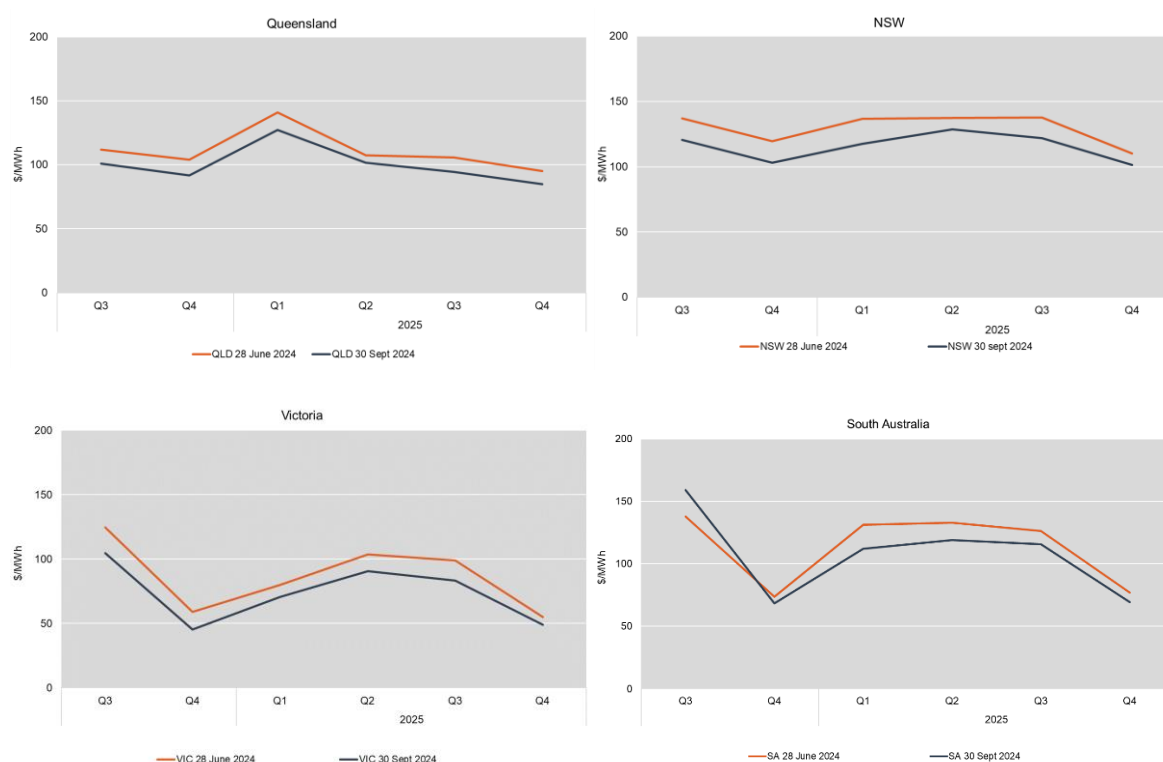 Queensland
200
150
100
50
0
$/MWh
Q3 Q4 Q1 Q2 Q3 Q4
2025
QLD 28 June 2024 QLD 30 Sept 2024
NSW
200
150
100
50
0
$/MWh
Q3 Q4 Q1 Q2 Q3 Q4
2025
NSW 28 June 2024 NSW 30 sept 2024
Victoria
200
150
100
50
0
$/MWh
Q3 Q4 Q1 Q2 Q3 Q4
2025
VIC 28 June 2024 VIC 30 Sept 2024
South Australia
200
150
100
50
0
$/MWh
Q3 Q4 Q1 Q2 Q3 Q4
2025
SA 28 June 2024 SA 30 Sept 2024